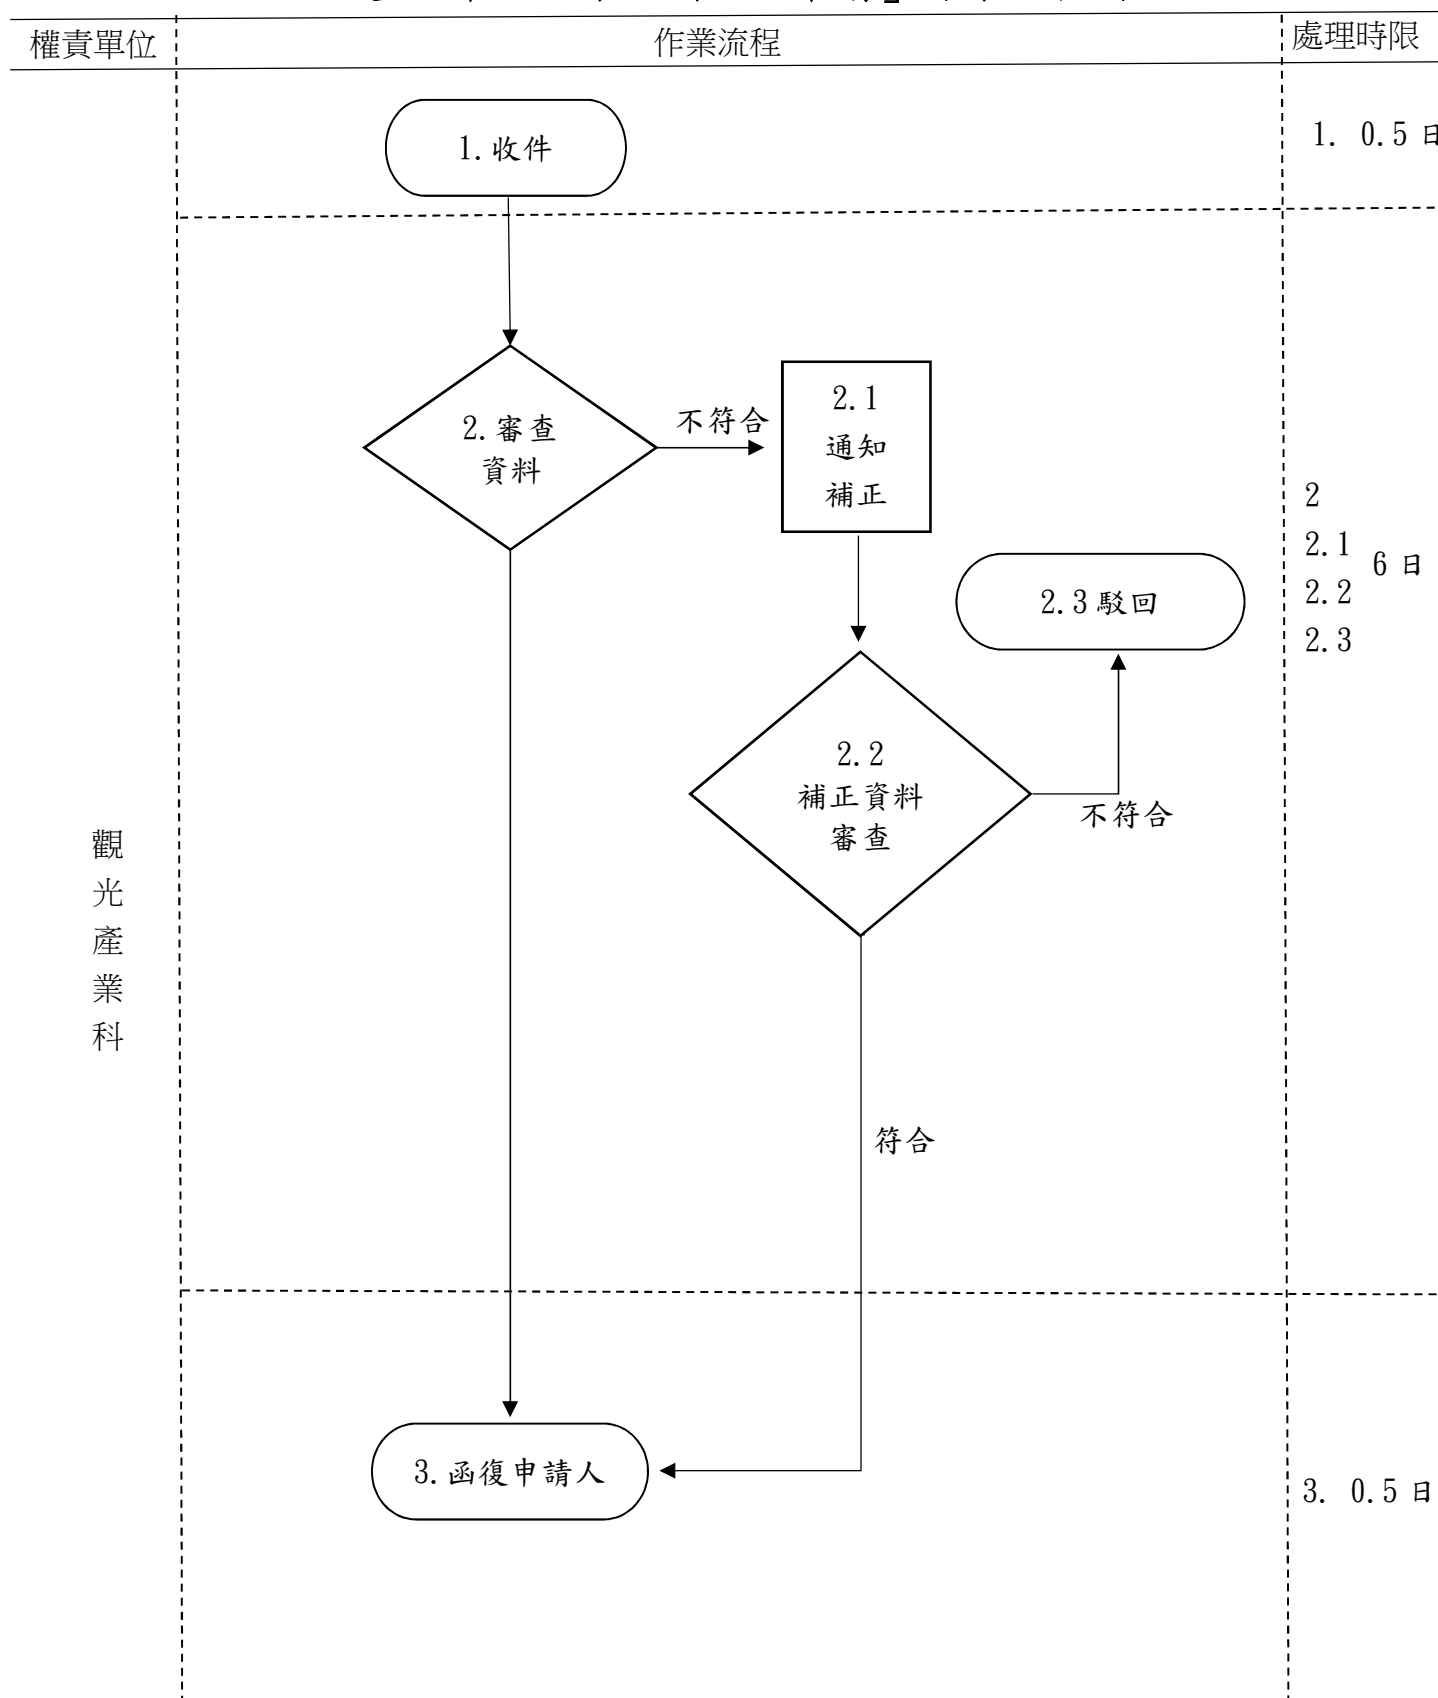 權責單位
作業流程
處理時限
1.收件
1. 0.5 日
2.審查
資料
不符合
2.1
通知
補正
2
2.1
2.2
2.3
6 日
2.3 駁回
2.2
補正資料
審查
不符合
觀
光
產
業
科
符合
3.函復申請人
3. 0.5 日